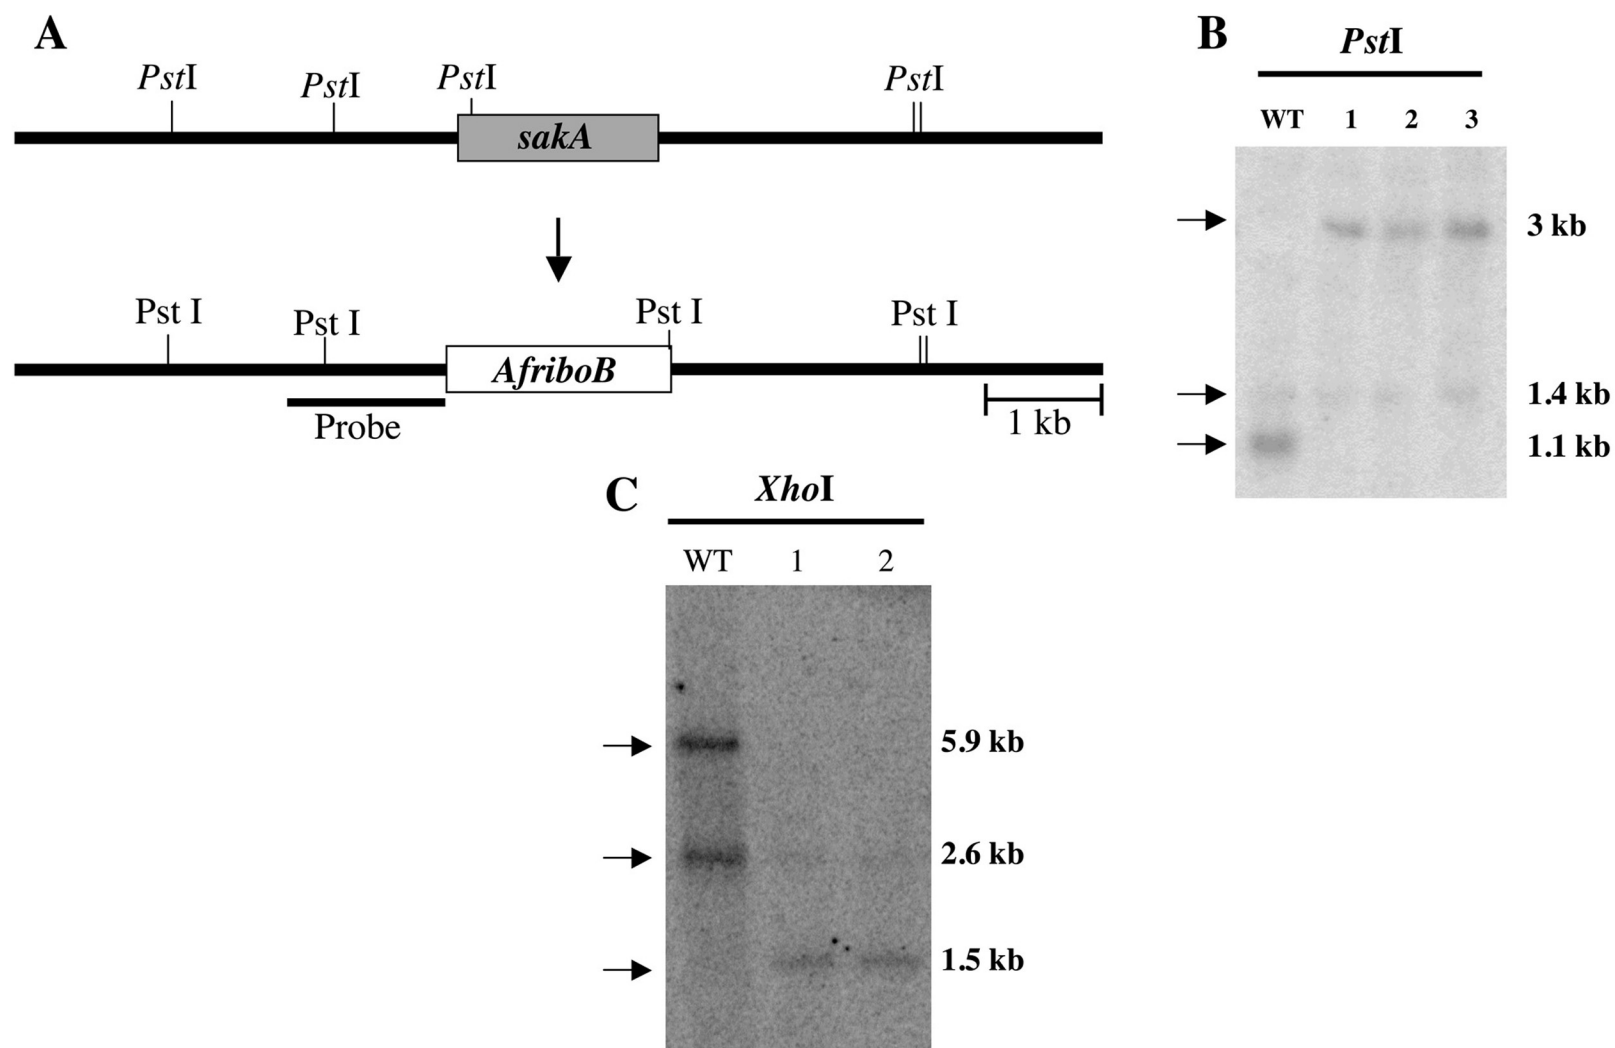 A
PstI
PstI
PstI
PstI
sakA
Pst I
Pst I
Pst I
Pst I
AfriboB
Probe
1 kb
B
PstI
WT 1 2 3
3 kb
1.4 kb
1.1 kb
C
XhoI
WT 1 2
5.9 kb
2.6 kb
1.5 kb